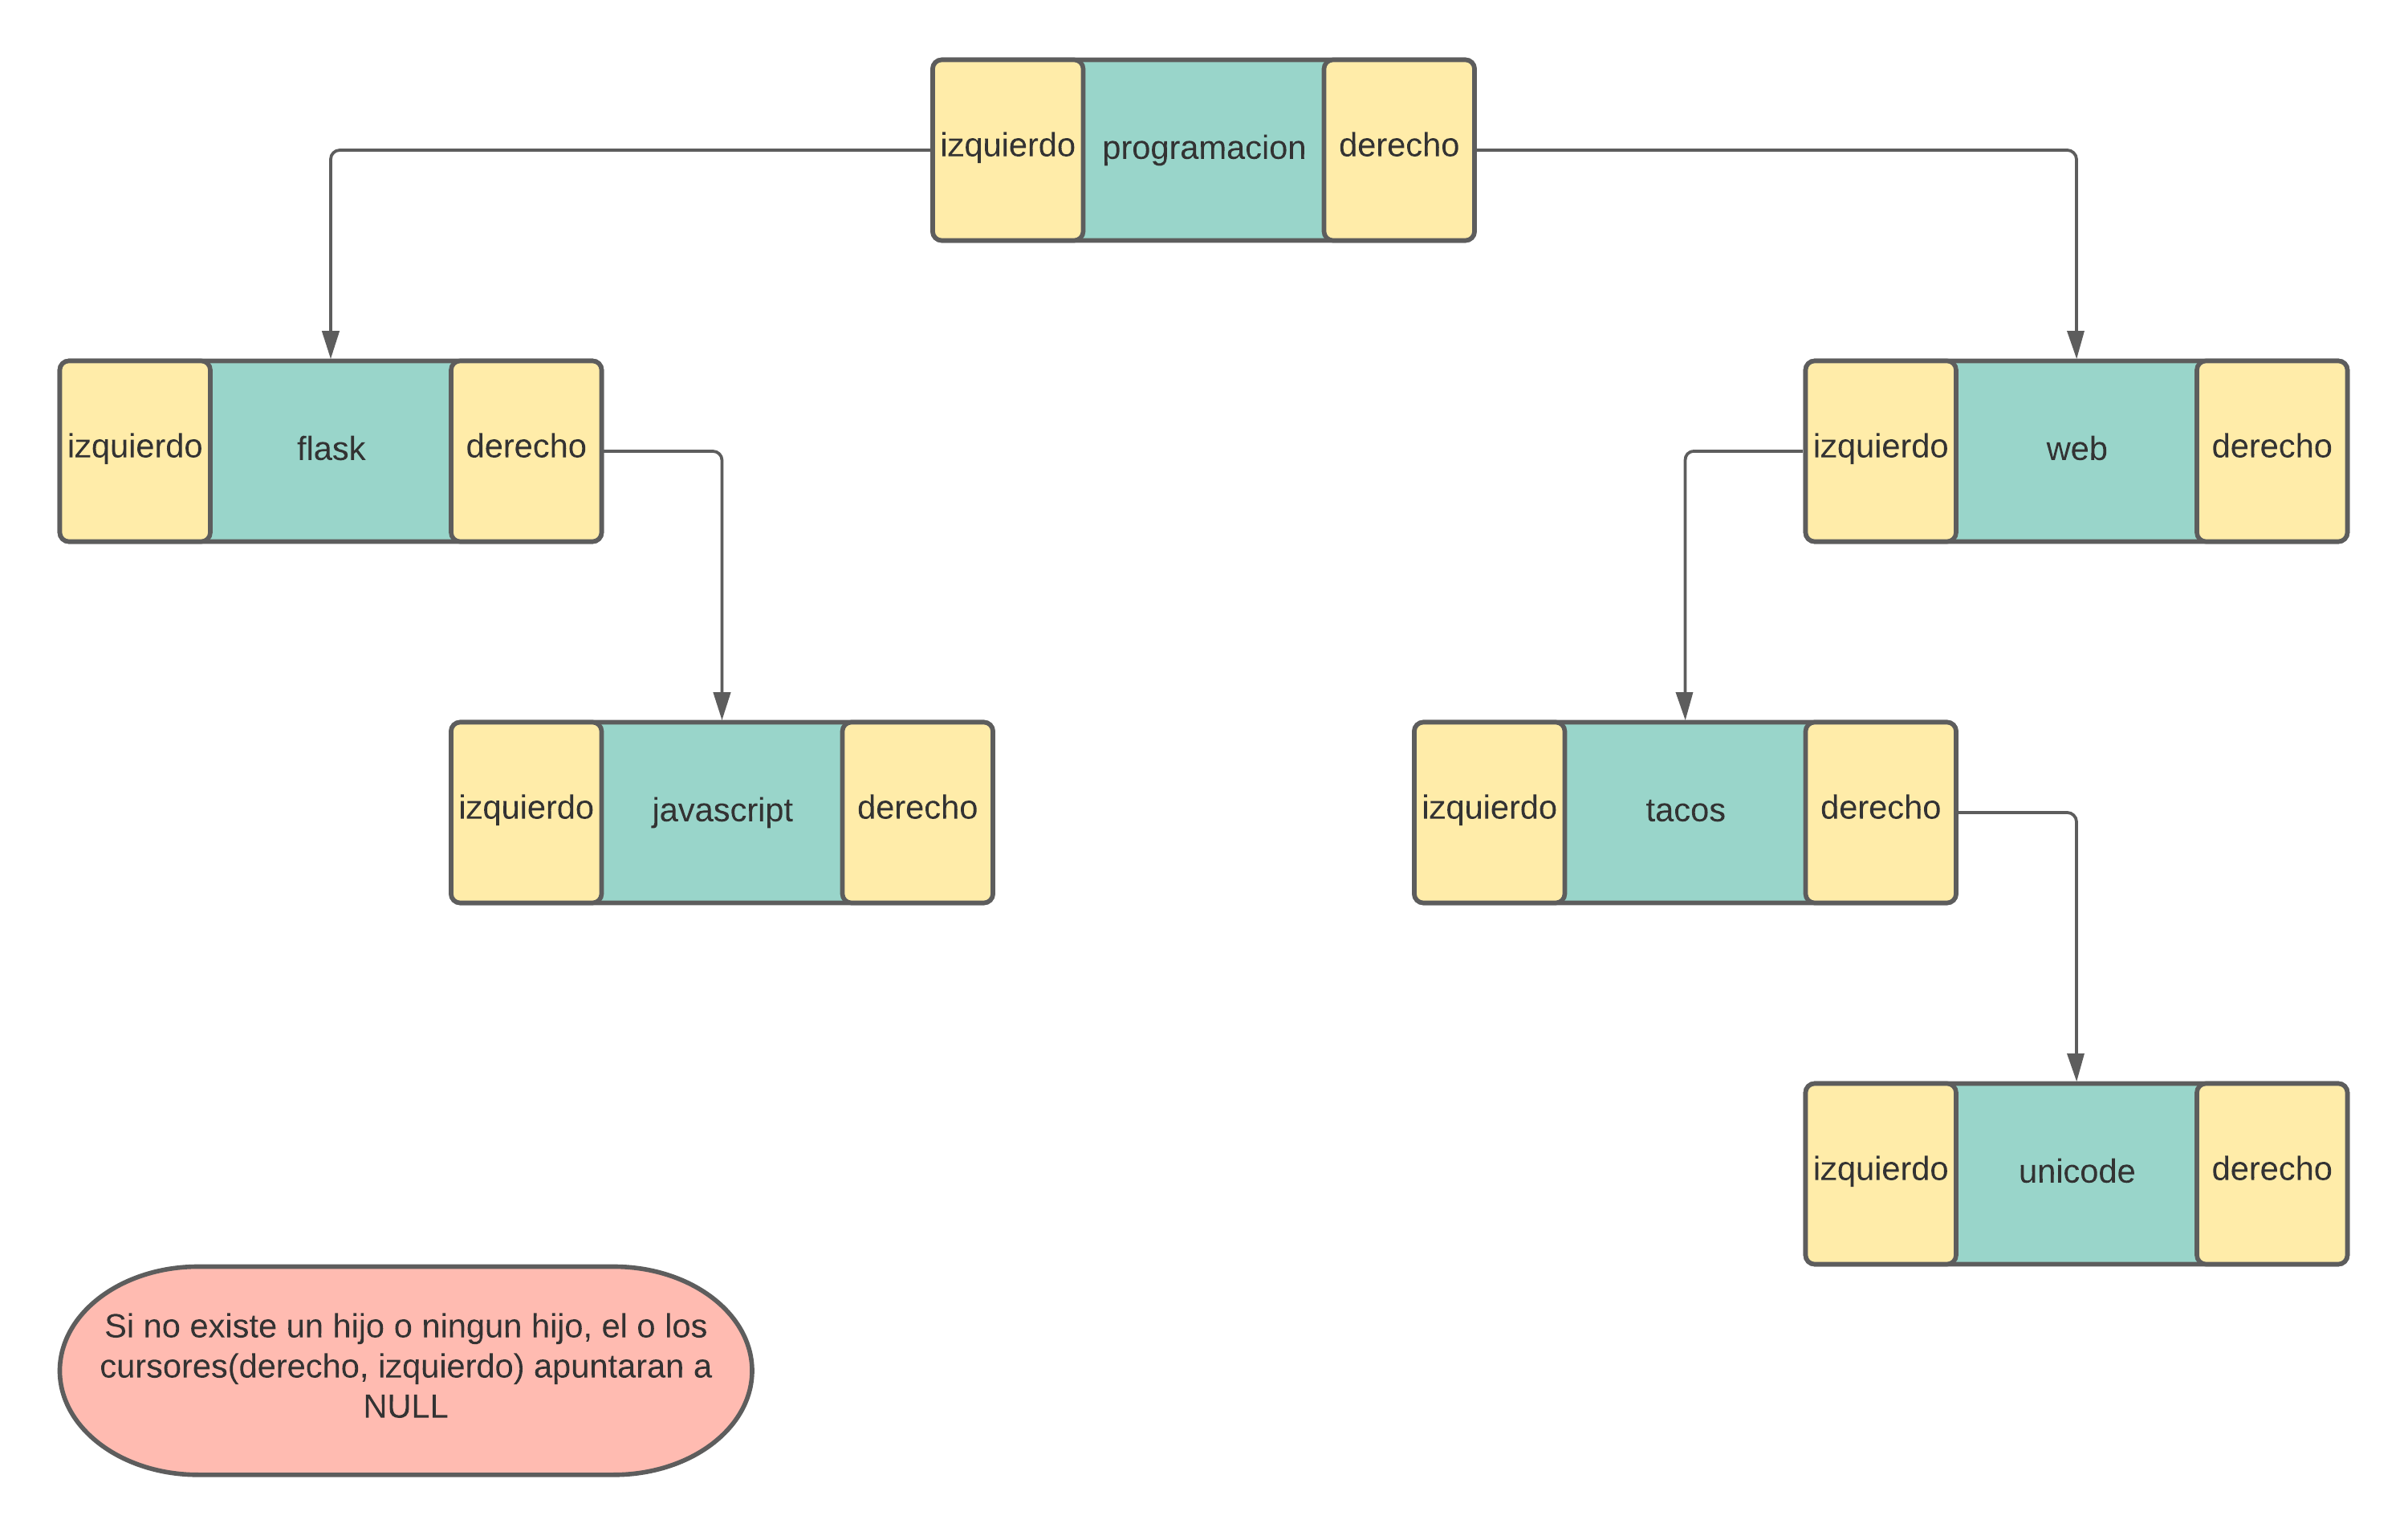 izquierdo programacion derecho
izquierdo flask derecho
izquierdo web derecho
izquierdo javascript derecho
izquierdo tacos derecho
izquierdo unicode derecho
Si no existe un hijo o ningun hijo, el o los
cursores(derecho, izquierdo) apuntaran a
NULL